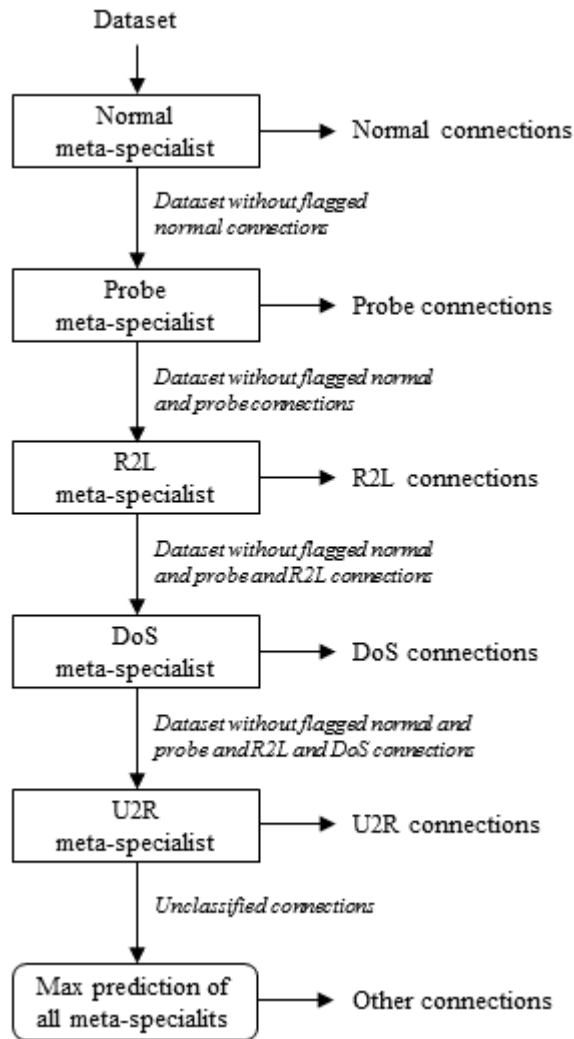 Dataset
Normal
meta-specialist
Normal connections
Dataset without flagged
normal connections
Probe
meta-specialist
Probe connections
Dataset without flagged normal
and probe connections
R2L
meta-specialist
R2L connections
Dataset without flagged normal
and probe and R2L connections
DoS
meta-specialist
DoS connections
Dataset without flagged normal and
probe and R2L and DoS connections
U2R
meta-specialist
U2R connections
Unclassified connections
Max prediction of
all meta-specialits
Other connections